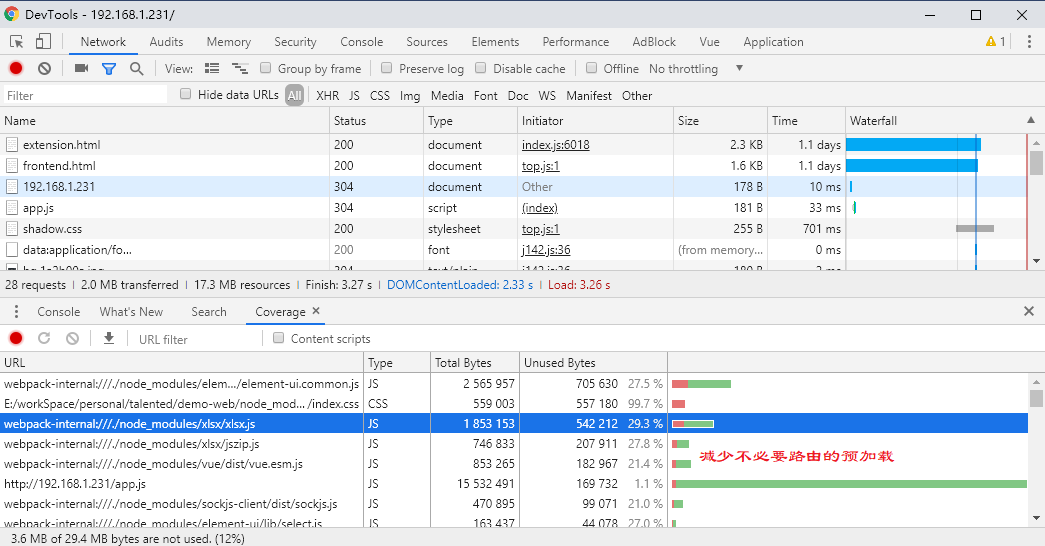 DevTools - 192.168.1.231/
Network Audits Memory Security Console Sources Elements Performance AdBlock Vue Application 1
View: Group by frame Preserve log Disable cache Offline No throttling
Filter Hide data URLs All XHR JS CSS Img Media Font Doc WS Manifest Other
Name Status Type Initiator Size Time Waterfall
extension.html 200 document index.js:6018 2.3 KB 1.1 days
frontend.html 200 document top.js:1 1.6 KB 1.1 days
192.168.1.231 304 document Other 178 B 10 ms
app.js 304 script (index) 181 B 33 ms
shadow.css 200 stylesheet top.js:1 255 B 701 ms
data:application/fo... 200 font j142.js:36 (from memory... 0 ms
304 text/plain j142.js:36 180 B 2 ms
28 requests 2.0 MB transferred 17.3 MB resources Finish: 3.27 s DOMContentLoaded: 2.33 s Load: 3.26 s
Console What's New Search Coverage
URL filter Content scripts
URL Type Total Bytes Unused Bytes
webpack-internal:///./node_modules/elem.../element-ui.common.js JS 2 565 957 705 630 27.5 %
E:/workSpace/personal/talented/demo-web/node_mod... /index.css CSS 559 003 557 180 99.7 %
webpack-internal:///./node_modules/xlsx/xlsx.js JS 1 853 153 542 212 29.3 %
webpack-internal:///./node_modules/xlsx/jszip.js JS 746 833 207 911 27.8 %
减少不必要路由的预加载
webpack-internal:///./node_modules/vue/dist/vue.esm.js JS 853 265 182 967 21.4 %
http://192.168.1.231/app.js JS 15 532 491 169 732 1.1 %
webpack-internal:///./node_modules/sockjs-client/dist/sockjs.js JS 470 895 99 071 21.0 %
webpack-internal:///./node_modules/element-ui/lib/select.js JS 163 437 44 078 27.0 %
3.6 MB of 29.4 MB bytes are not used. (12%)